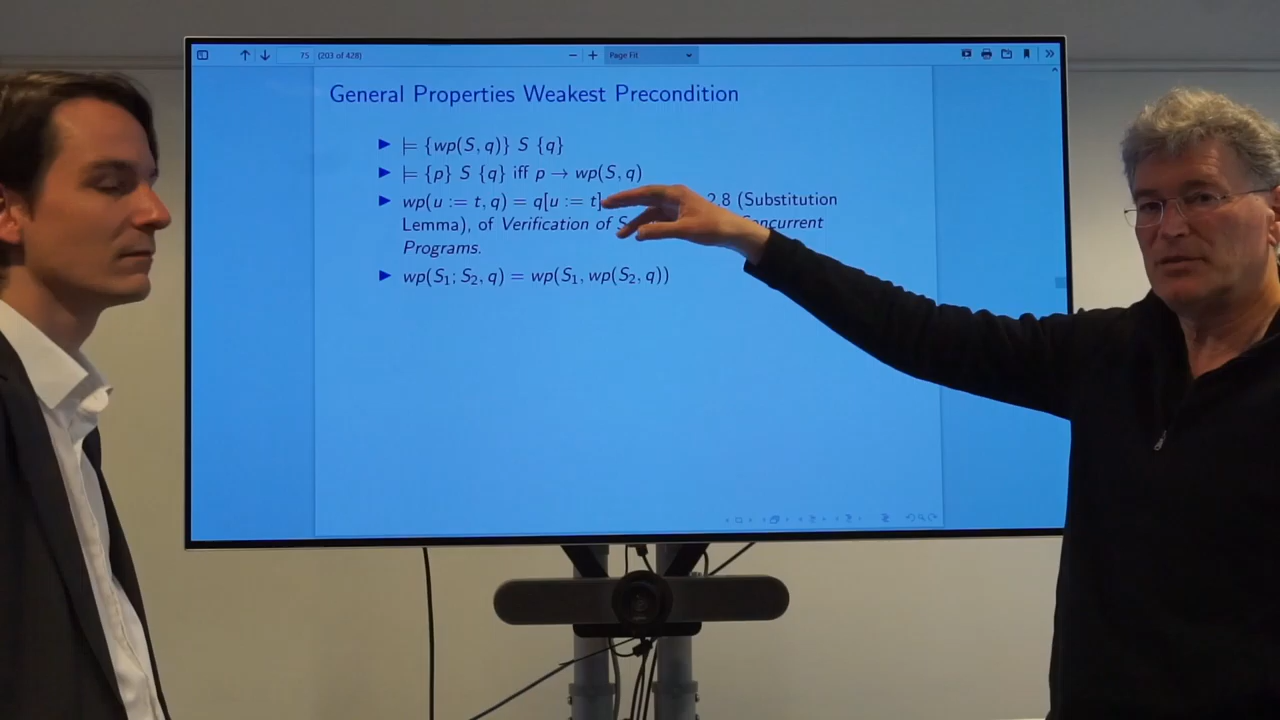 75 (203 of 428) Page Fit
General Properties Weakest Precondition
▶ ⊨ {wp(S, q)} S {q}
▶ ⊨ {p} S {q} iff p → wp(S, q)
▶ wp(u := t, q) = q[u := t] 2.8 (Substitution
Lemma), of Verification of Concurrent
Programs.
▶ wp(S₁; S₂, q) = wp(S₁, wp(S₂, q))